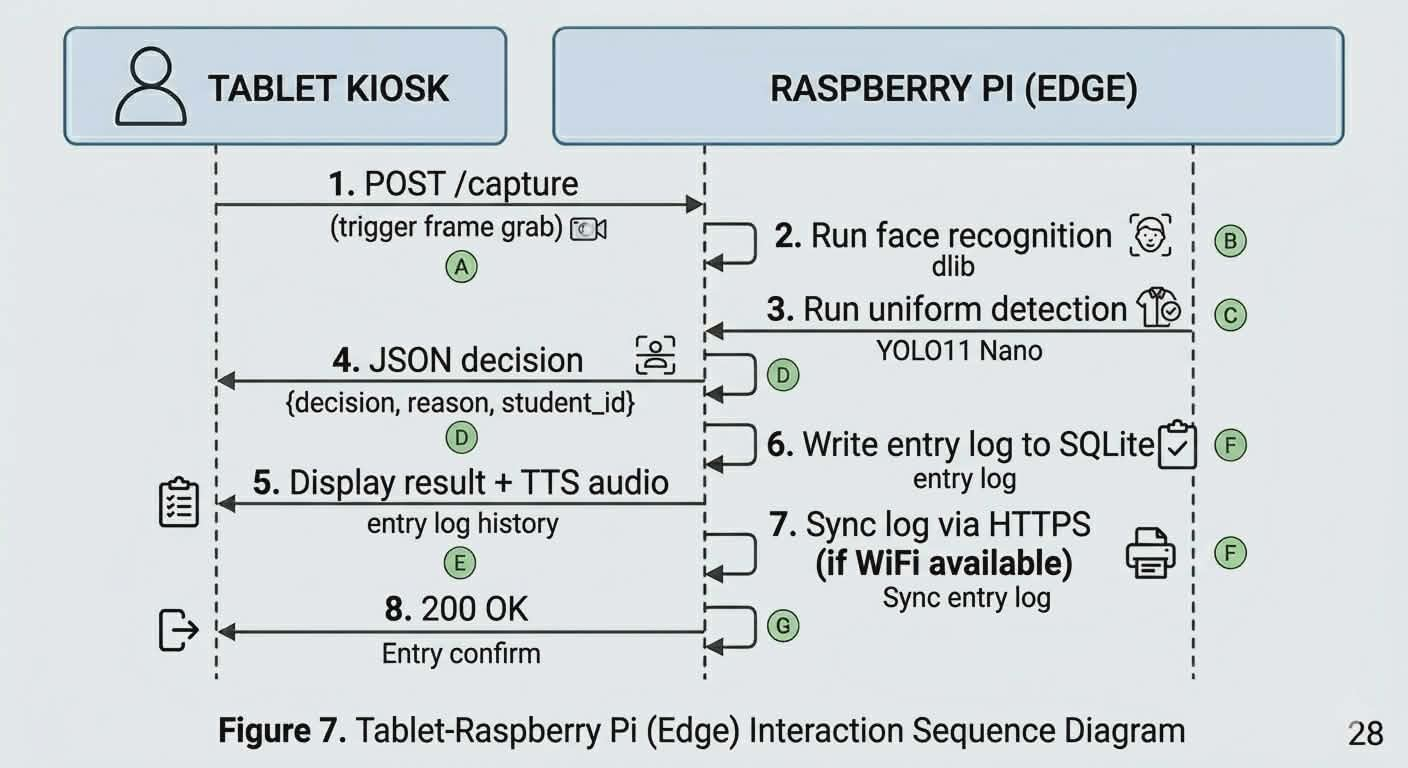 TABLET KIOSK
RASPBERRY PI (EDGE)
1. POST /capture
(trigger frame grab)
A
2. Run face recognition
dlib
B
3. Run uniform detection
YOLO11 Nano
C
4. JSON decision
{decision, reason, student_id}
D
D
6. Write entry log to SQLite
entry log
F
5. Display result + TTS audio
entry log history
E
7. Sync log via HTTPS
(if WiFi available)
Sync entry log
F
8. 200 OK
Entry confirm
G
Figure 7. Tablet-Raspberry Pi (Edge) Interaction Sequence Diagram
28